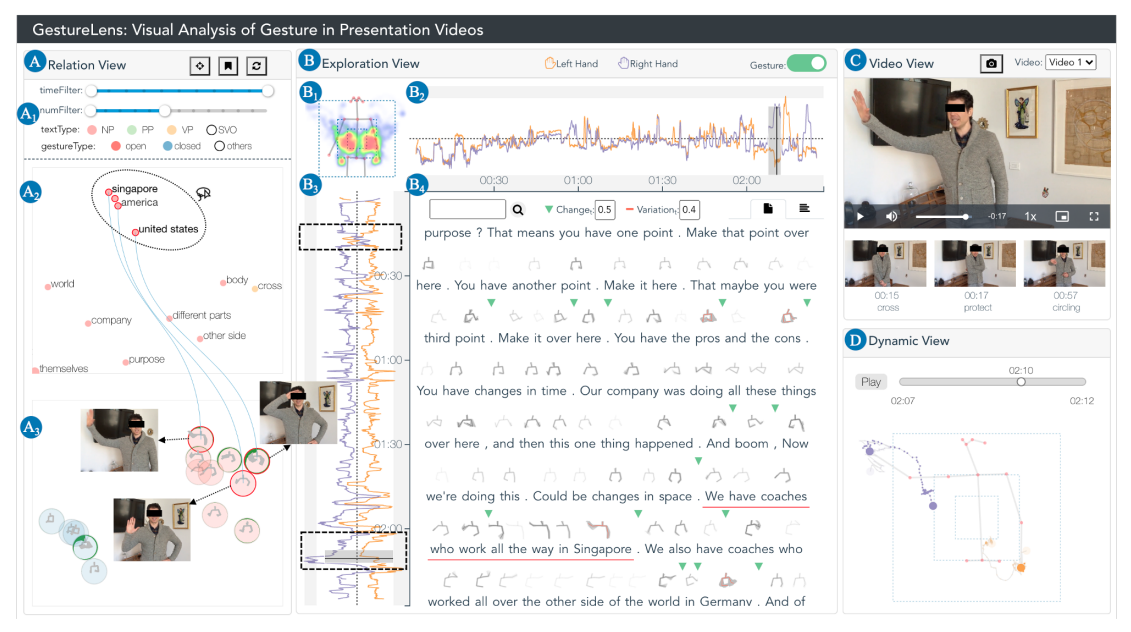 GestureLens: Visual Analysis of Gesture in Presentation Videos
A Relation View
timeFilter:
A1 numFilter:
textType: NP PP VP SVO
gestureType: open closed others
A2
singapore
america
united states
world
body
cross
company
different parts
other side
purpose
themselves
A3
B Exploration View
Left Hand Right Hand Gesture:
B1
B2
00:30 01:00 01:30 02:00
B3
00:30
01:00
01:30
02:00
B4
Changeₜ: 0.5 Variationₜ: 0.4
purpose ? That means you have one point . Make that point over
here . You have another point . Make it here . That maybe you were
third point . Make it over here . You have the pros and the cons .
You have changes in time . Our company was doing all these things
over here , and then this one thing happened . And boom , Now
we're doing this . Could be changes in space . We have coaches
who work all the way in Singapore . We also have coaches who
worked all over the other side of the world in Germany . And of
C Video View Video: Video 1
-0:17 1x
00:15 00:17 00:57
cross protect circling
D Dynamic View
Play 02:10
02:07 02:12